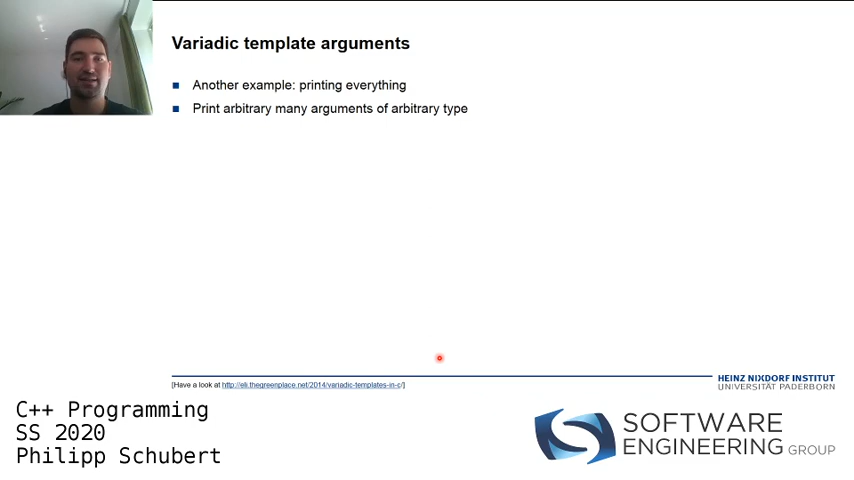 Variadic template arguments
Another example: printing everything
Print arbitrary many arguments of arbitrary type
[Have a look at http://eli.thegreenplace.net/2014/variadic-templates-in-c/]
HEINZ NIXDORF INSTITUT
UNIVERSITÄT PADERBORN
C++ Programming
SS 2020
Philipp Schubert
SOFTWARE
ENGINEERING GROUP